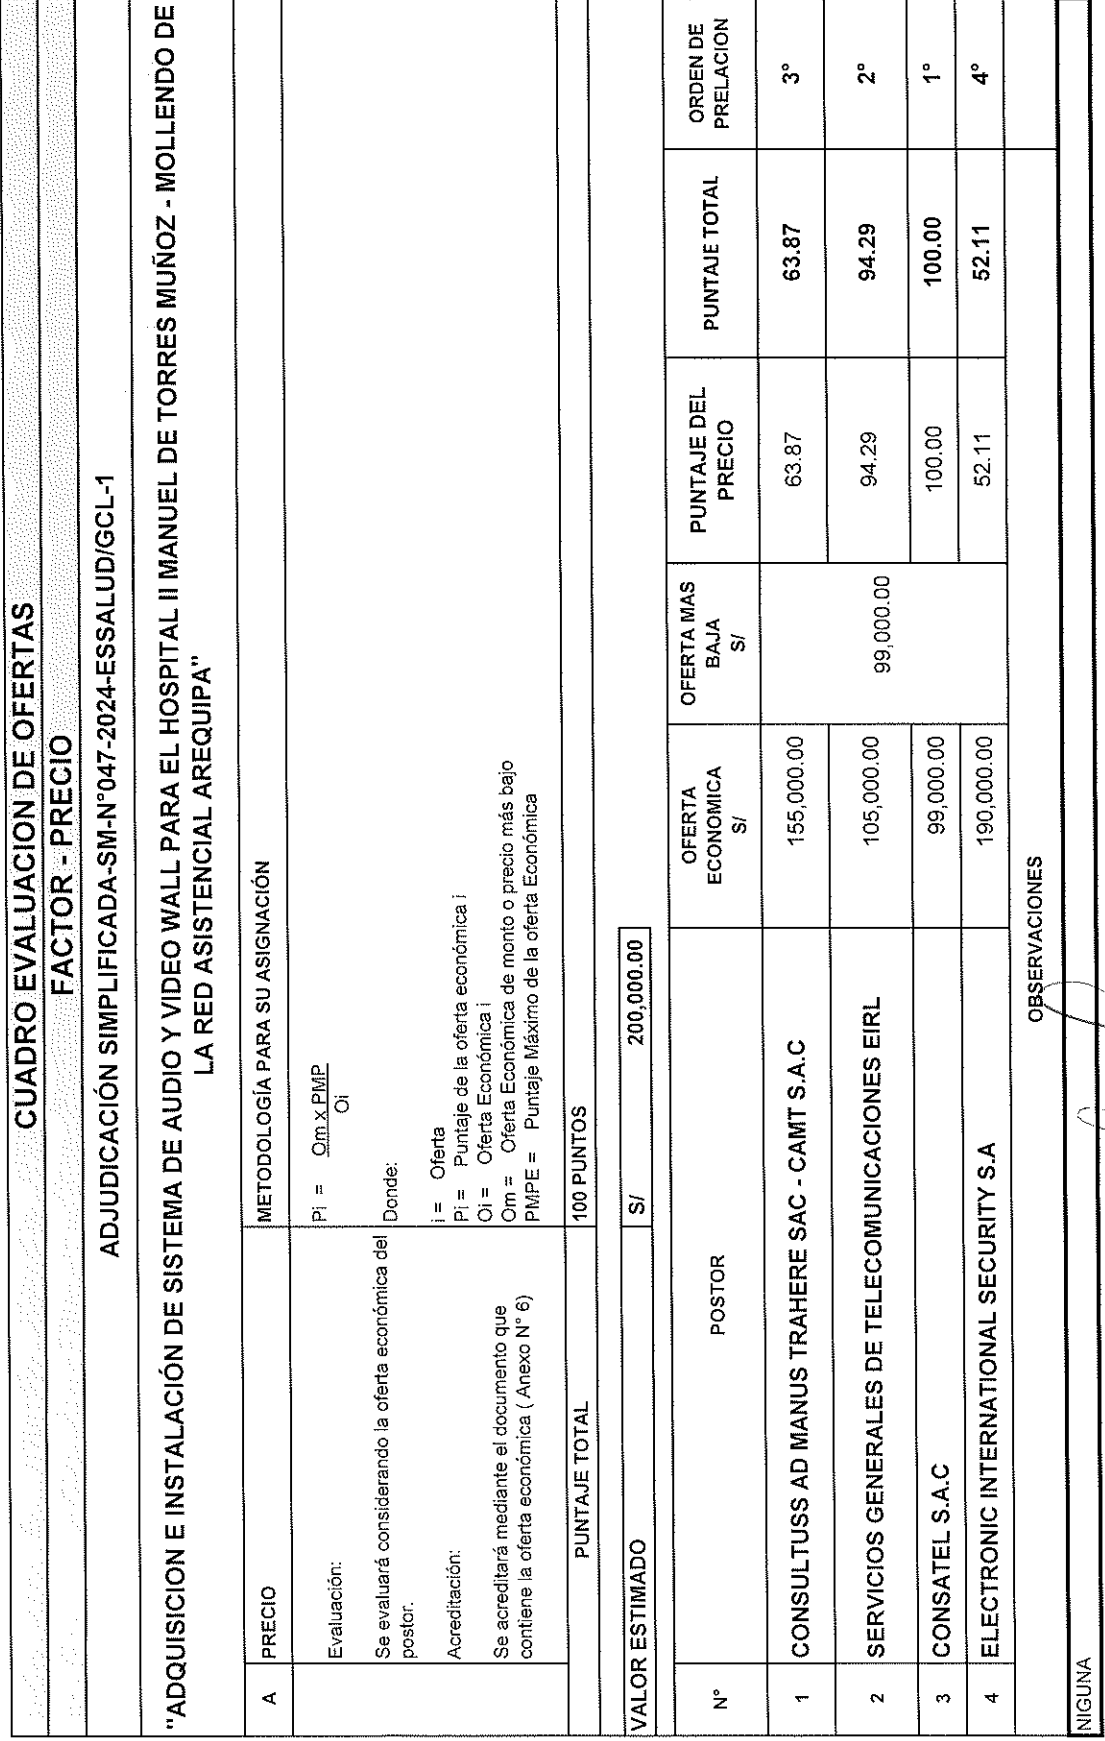 CUADRO EVALUACION DE OFERTAS
FACTOR - PRECIO
ADJUDICACIÓN SIMPLIFICADA-SM-N°047-2024-ESSALUD/GCL-1
"ADQUISICION E INSTALACIÓN DE SISTEMA DE AUDIO Y VIDEO WALL PARA EL HOSPITAL II MANUEL DE TORRES MUÑOZ - MOLLENDO DE
LA RED ASISTENCIAL AREQUIPA"
A PRECIO METODOLOGÍA PARA SU ASIGNACIÓN
Evaluación:
Se evaluará considerando la oferta económica del
postor.
Acreditación:
Se acreditará mediante el documento que
contiene la oferta económica ( Anexo N° 6)
Pi = Om x PMP
Oi
Donde:
i = Oferta
Pi = Puntaje de la oferta económica i
Oi = Oferta Económica i
Om = Oferta Económica de monto o precio más bajo
PMPE = Puntaje Máximo de la oferta Económica
PUNTAJE TOTAL 100 PUNTOS
VALOR ESTIMADO S/ 200,000.00
N° POSTOR OFERTA ECONOMICA S/ OFERTA MAS BAJA S/ PUNTAJE DEL PRECIO PUNTAJE TOTAL ORDEN DE PRELACION
1 CONSULTUSS AD MANUS TRAHERE SAC - CAMT S.A.C 155,000.00 63.87 63.87 3°
2 SERVICIOS GENERALES DE TELECOMUNICACIONES EIRL 105,000.00 99,000.00 94.29 94.29 2°
3 CONSATEL S.A.C 99,000.00 100.00 100.00 1°
4 ELECTRONIC INTERNATIONAL SECURITY S.A 190,000.00 52.11 52.11 4°
OBSERVACIONES
NIGUNA